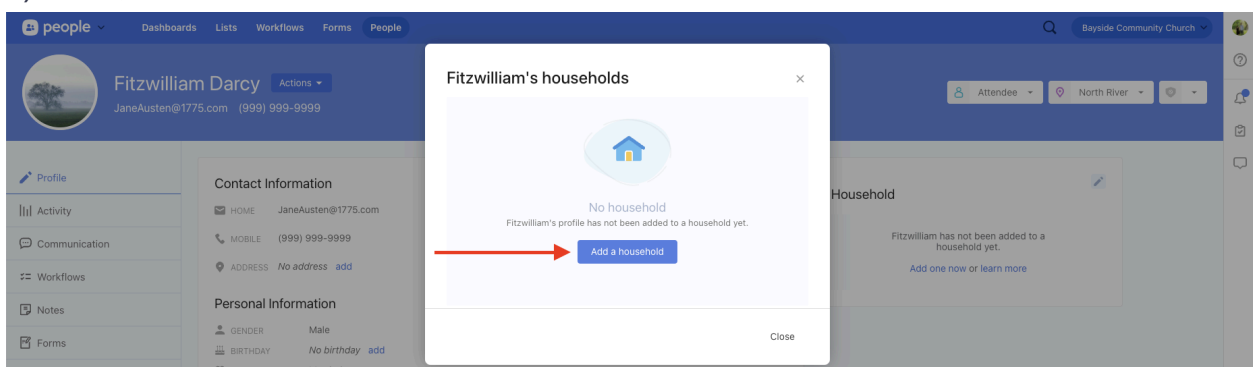 people Dashboards Lists Workflows Forms People Bayside Community Church
Fitzwilliam Darcy Actions
JaneAusten@1775.com (999) 999-9999
Attendee North River
Fitzwilliam's households
No household
Fitzwilliam's profile has not been added to a household yet.
Add a household
Close
Profile
Activity
Communication
Workflows
Notes
Forms
Contact Information
HOME JaneAusten@1775.com
MOBILE (999) 999-9999
ADDRESS No address add
Personal Information
GENDER Male
BIRTHDAY No birthday add
Household
Fitzwilliam has not been added to a
household yet.
Add one now or learn more